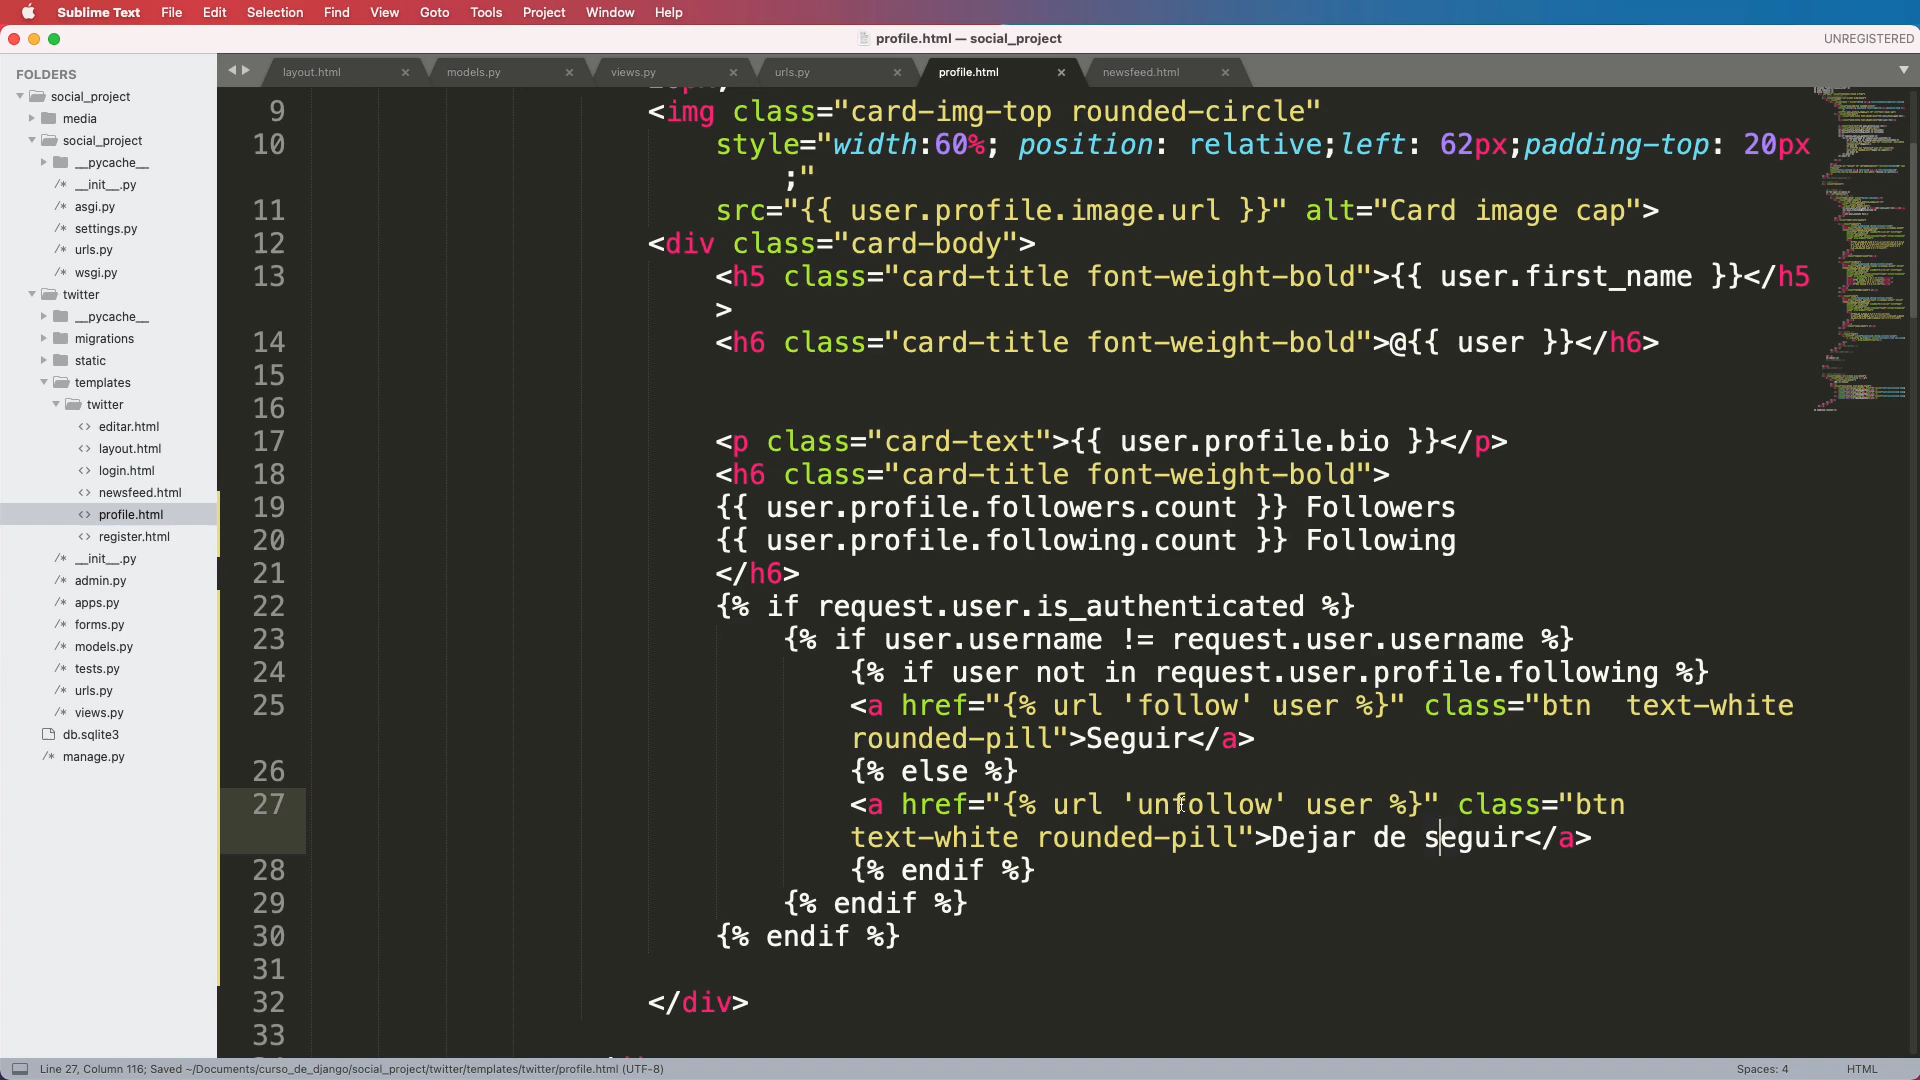 Sublime Text File Edit Selection Find View Goto Tools Project Window Help
profile.html — social_project
UNREGISTERED
FOLDERS
social_project
media
social_project
__pycache__
/* __init__.py
/* asgi.py
/* settings.py
/* urls.py
/* wsgi.py
twitter
__pycache__
migrations
static
templates
twitter
<> editar.html
<> layout.html
<> login.html
<> newsfeed.html
<> profile.html
<> register.html
/* __init__.py
/* admin.py
/* apps.py
/* forms.py
/* models.py
/* tests.py
/* urls.py
/* views.py
db.sqlite3
/* manage.py
layout.html × models.py × views.py × urls.py × profile.html × newsfeed.html ×
9 <img class="card-img-top rounded-circle"
10 style="width:60%; position: relative;left: 62px;padding-top: 20px
;"
11 src="{{ user.profile.image.url }}" alt="Card image cap">
12 <div class="card-body">
13 <h5 class="card-title font-weight-bold">{{ user.first_name }}</h5
>
14 <h6 class="card-title font-weight-bold">@{{ user }}</h6>
15
16
17 <p class="card-text">{{ user.profile.bio }}</p>
18 <h6 class="card-title font-weight-bold">
19 {{ user.profile.followers.count }} Followers
20 {{ user.profile.following.count }} Following
21 </h6>
22 {% if request.user.is_authenticated %}
23 {% if user.username != request.user.username %}
24 {% if user not in request.user.profile.following %}
25 <a href="{% url 'follow' user %}" class="btn  text-white
rounded-pill">Seguir</a>
26 {% else %}
27 <a href="{% url 'unfollow' user %}" class="btn
text-white rounded-pill">Dejar de seguir</a>
28 {% endif %}
29 {% endif %}
30 {% endif %}
31
32 </div>
33
Line 27, Column 116; Saved ~/Documents/curso_de_django/social_project/twitter/templates/twitter/profile.html (UTF-8)
Spaces: 4
HTML